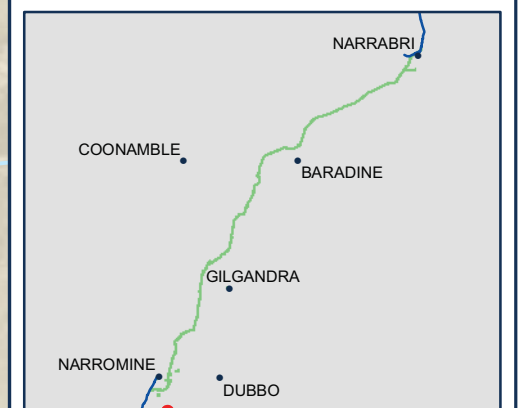 NARRABRI
COONAMBLE
BARADINE
GILGANDRA
NARROMINE
DUBBO